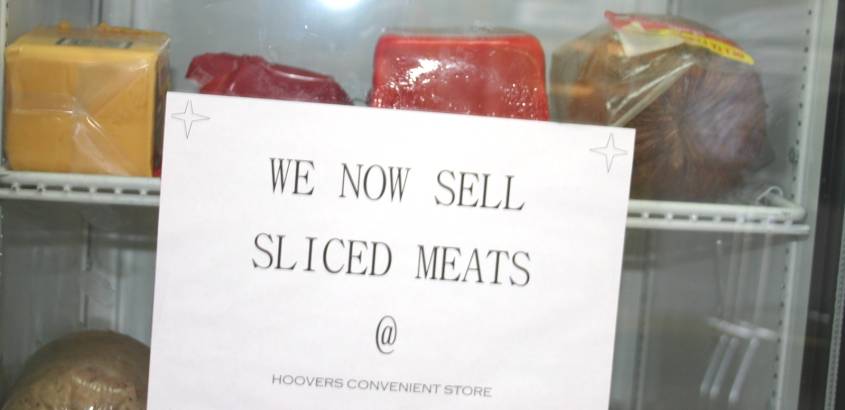 WE NOW SELL
SLICED MEATS
@
HOOVERS CONVENIENT STORE